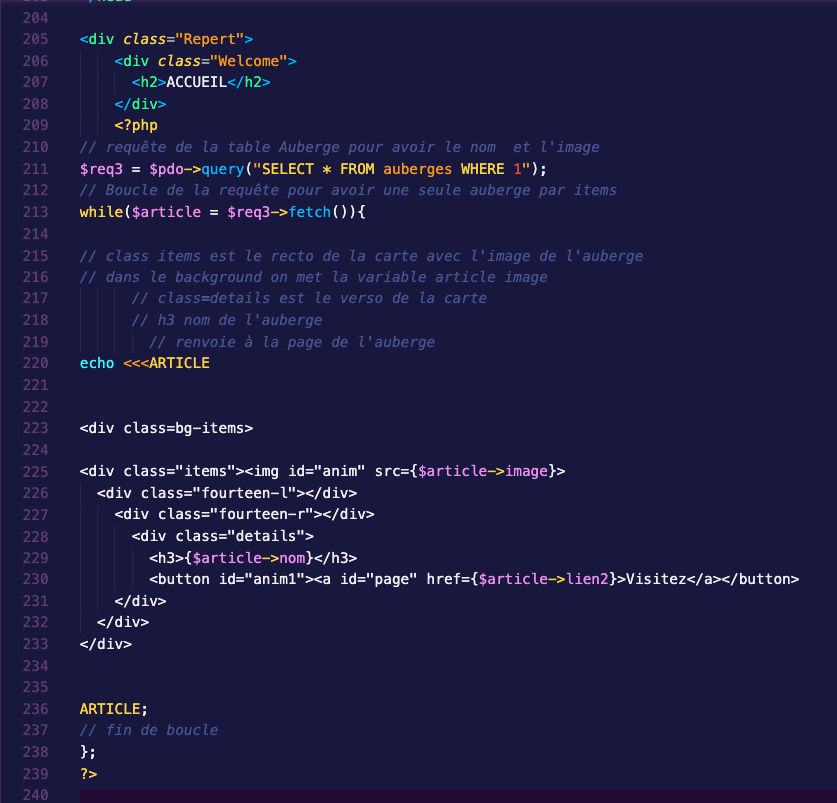 204
205 <div class="Repert">
206 <div class="Welcome">
207 <h2>ACCUEIL</h2>
208 </div>
209 <?php
210 // requête de la table Auberge pour avoir le nom  et l'image
211 $req3 = $pdo->query("SELECT * FROM auberges WHERE 1");
212 // Boucle de la requête pour avoir une seule auberge par items
213 while($article = $req3->fetch()){
214
215 // class items est le recto de la carte avec l'image de l'auberge
216 // dans le background on met la variable article image
217 // class=details est le verso de la carte
218 // h3 nom de l'auberge
219 // renvoie à la page de l'auberge
220 echo <<<ARTICLE
221
222
223 <div class=bg-items>
224
225 <div class="items"><img id="anim" src={$article->image}>
226 <div class="fourteen-l"></div>
227 <div class="fourteen-r"></div>
228 <div class="details">
229 <h3>{$article->nom}</h3>
230 <button id="anim1"><a id="page" href={$article->lien2}>Visitez</a></button>
231 </div>
232 </div>
233 </div>
234
235
236 ARTICLE;
237 // fin de boucle
238 };
239 ?>
240